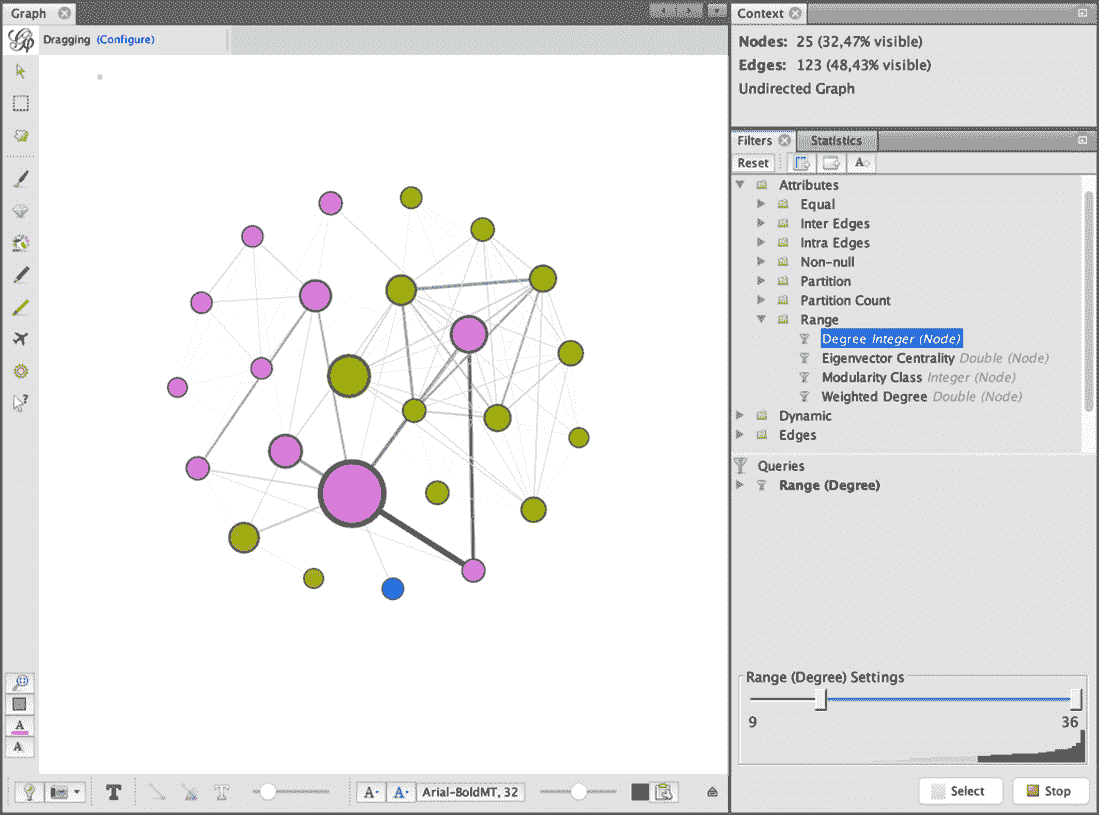 Graph
Dragging (Configure)
Context
Nodes: 25 (32,47% visible)
Edges: 123 (48,43% visible)
Undirected Graph
Filters
Statistics
Reset
A
Attributes
Equal
Inter Edges
Intra Edges
Non-null
Partition
Partition Count
Range
Degree Integer (Node)
Eigenvector Centrality Double (Node)
Modularity Class Integer (Node)
Weighted Degree Double (Node)
Dynamic
Edges
Queries
Range (Degree)
Range (Degree) Settings
9 36
A
A
T T A A Arial-BoldMT, 32
Select Stop